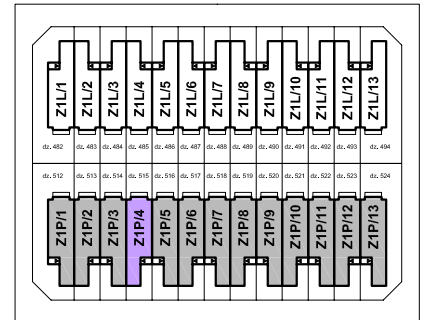 Z1L/1 Z1L/2 Z1L/3 Z1L/4 Z1L/5 Z1L/6 Z1L/7 Z1L/8 Z1L/9 Z1L/10 Z1L/11 Z1L/12 Z1L/13
dz. 482 dz. 483 dz. 484 dz. 485 dz. 486 dz. 487 dz. 488 dz. 489 dz. 490 dz. 491 dz. 492 dz. 493 dz. 494
dz. 512 dz. 513 dz. 514 dz. 515 dz. 516 dz. 517 dz. 518 dz. 519 dz. 520 dz. 521 dz. 522 dz. 523 dz. 524
Z1P/1 Z1P/2 Z1P/3 Z1P/4 Z1P/5 Z1P/6 Z1P/7 Z1P/8 Z1P/9 Z1P/10 Z1P/11 Z1P/12 Z1P/13